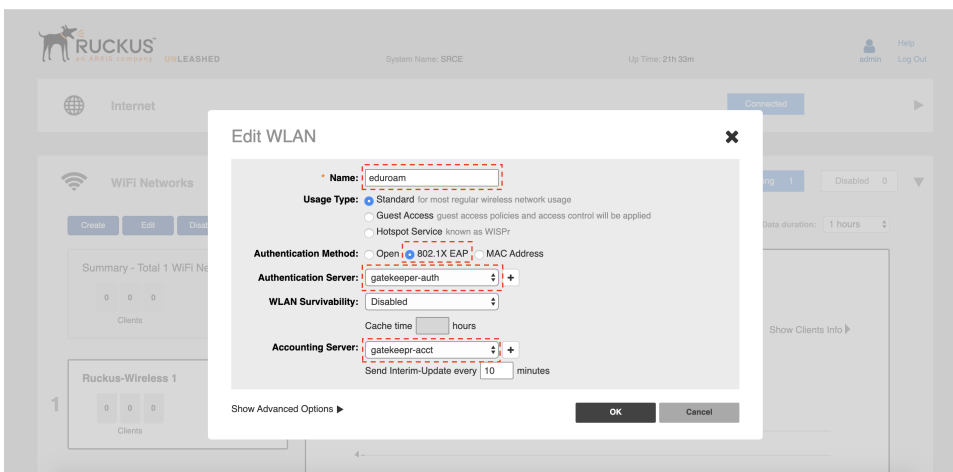 RUCKUS
an ARRIS company UNLEASHED
System Name: SRCE
Up Time: 21h 33m
admin
Help
Log Out
Internet
Connected
WiFi Networks
1
Disabled 0
Create
Edit
Data duration: 1 hours
Summary - Total 1 WiFi Ne
0 0 0
Clients
Show Clients Info
Ruckus-Wireless 1
1
0 0 0
Clients
4
Edit WLAN
* Name: eduroam
Usage Type: Standard for most regular wireless network usage
Guest Access guest access policies and access control will be applied
Hotspot Service known as WISPr
Authentication Method: Open 802.1X EAP MAC Address
Authentication Server: gatekeeper-auth +
WLAN Survivability: Disabled
Cache time hours
Accounting Server: gatekeepr-acct +
Send Interim-Update every 10 minutes
Show Advanced Options
OK
Cancel